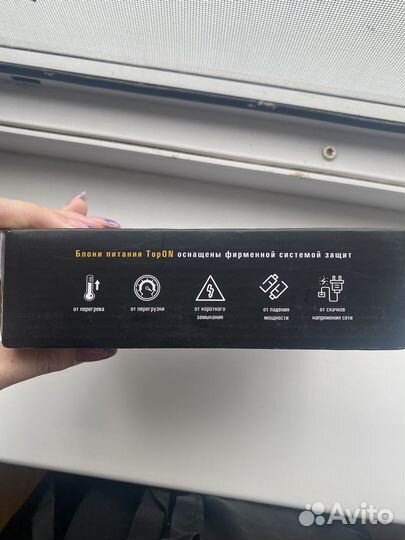 Блоки питания TopON оснащены фирменной системой защит
от перегрева
от перегрузки
от короткого
замыкания
от падения
мощности
от скачков
напряжения сети
Avito